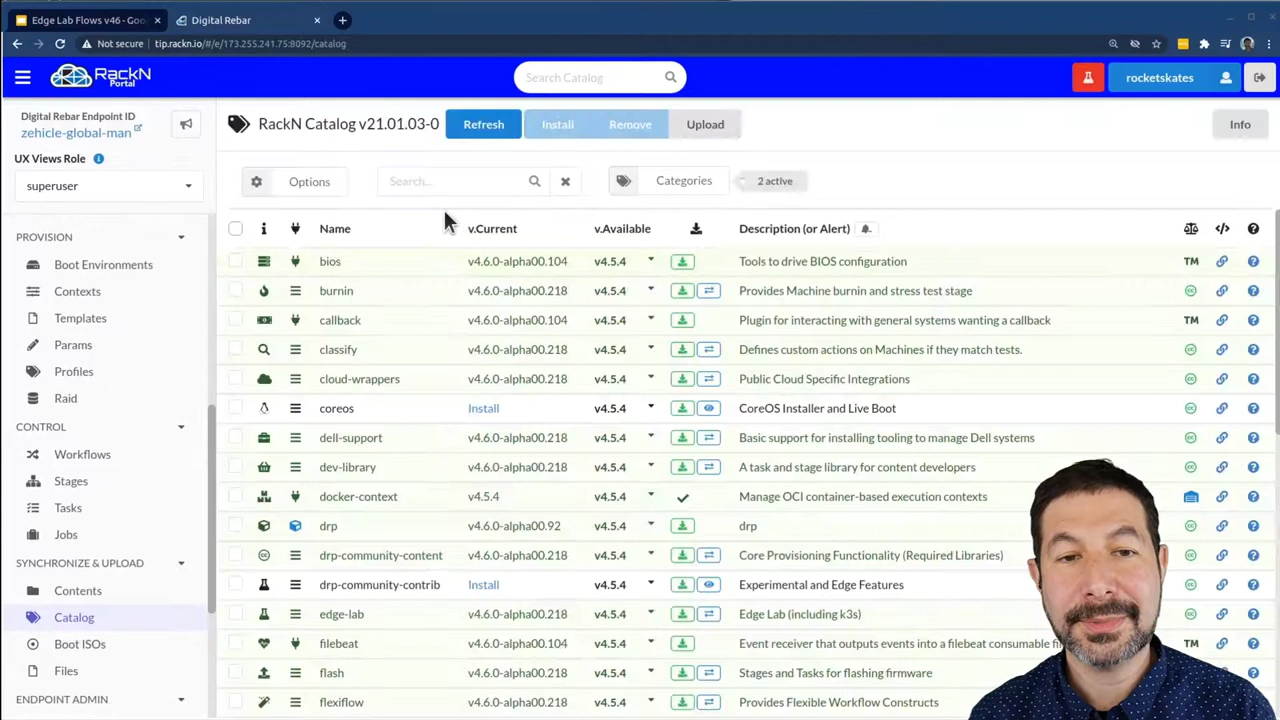 Edge Lab Flows v46 - Goo
Digital Rebar
Not secure
tip.rackn.io/#/e/173.255.241.75:8092/catalog
RackN
Portal
Search Catalog
rocketskates
Digital Rebar Endpoint ID
zehicle-global-man
UX Views Role
superuser
PROVISION
Boot Environments
Contexts
Templates
Params
Profiles
Raid
CONTROL
Workflows
Stages
Tasks
Jobs
SYNCHRONIZE & UPLOAD
Contents
Catalog
Boot ISOs
Files
ENDPOINT ADMIN
RackN Catalog v21.01.03-0 Refresh Install Remove Upload Info
Options Search... Categories 2 active
Name v.Current v.Available Description (or Alert)
bios v4.6.0-alpha00.104 v4.5.4 Tools to drive BIOS configuration TM
burnin v4.6.0-alpha00.218 v4.5.4 Provides Machine burnin and stress test stage
callback v4.6.0-alpha00.104 v4.5.4 Plugin for interacting with general systems wanting a callback TM
classify v4.6.0-alpha00.218 v4.5.4 Defines custom actions on Machines if they match tests.
cloud-wrappers v4.6.0-alpha00.218 v4.5.4 Public Cloud Specific Integrations
coreos Install v4.5.4 CoreOS Installer and Live Boot
dell-support v4.6.0-alpha00.218 v4.5.4 Basic support for installing tooling to manage Dell systems
dev-library v4.6.0-alpha00.218 v4.5.4 A task and stage library for content developers
docker-context v4.5.4 v4.5.4 Manage OCI container-based execution contexts
drp v4.6.0-alpha00.92 v4.5.4 drp
drp-community-content v4.6.0-alpha00.218 v4.5.4 Core Provisioning Functionality (Required Libraries)
drp-community-contrib Install v4.5.4 Experimental and Edge Features
edge-lab v4.6.0-alpha00.218 v4.5.4 Edge Lab (including k3s)
filebeat v4.6.0-alpha00.104 v4.5.4 Event receiver that outputs events into a filebeat consumable fi TM
flash v4.6.0-alpha00.218 v4.5.4 Stages and Tasks for flashing firmware
flexiflow v4.6.0-alpha00.218 v4.5.4 Provides Flexible Workflow Constructs